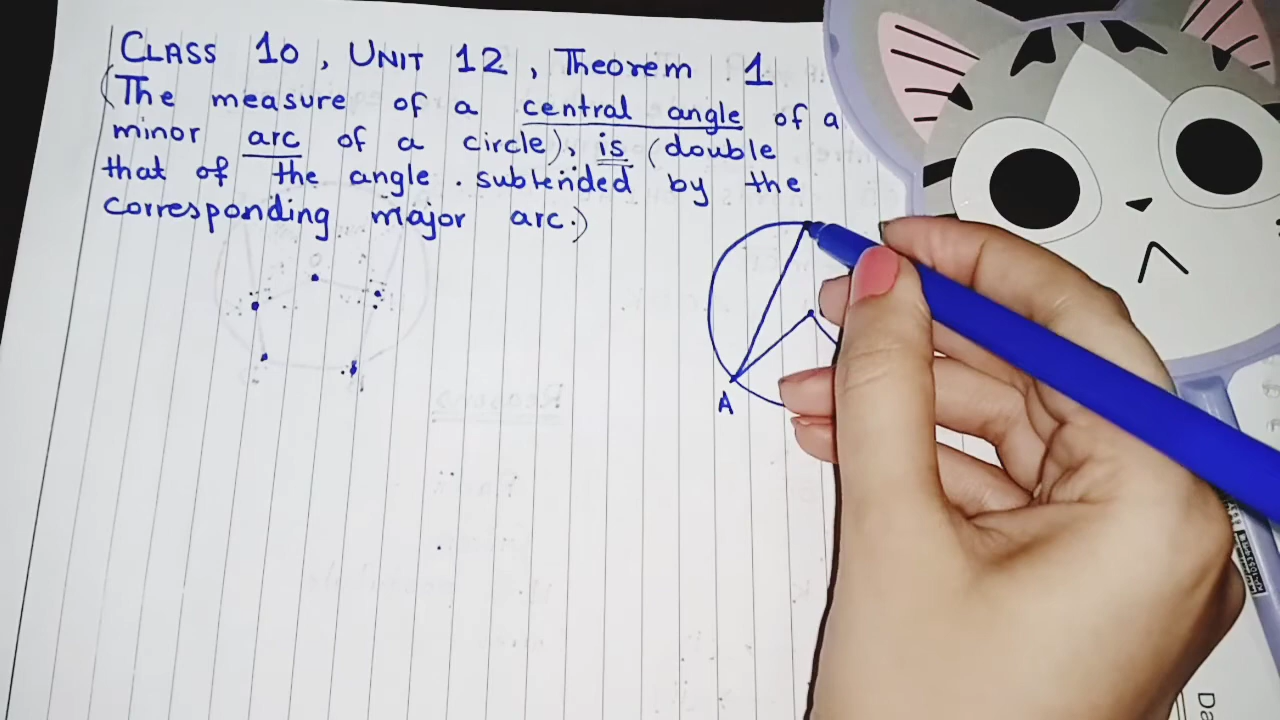 CLASS 10, UNIT 12, Theorem 1
(The measure of a central angle of a
minor arc of a circle), is (double
that of the angle . subtended by the
corresponding major arc.)
A